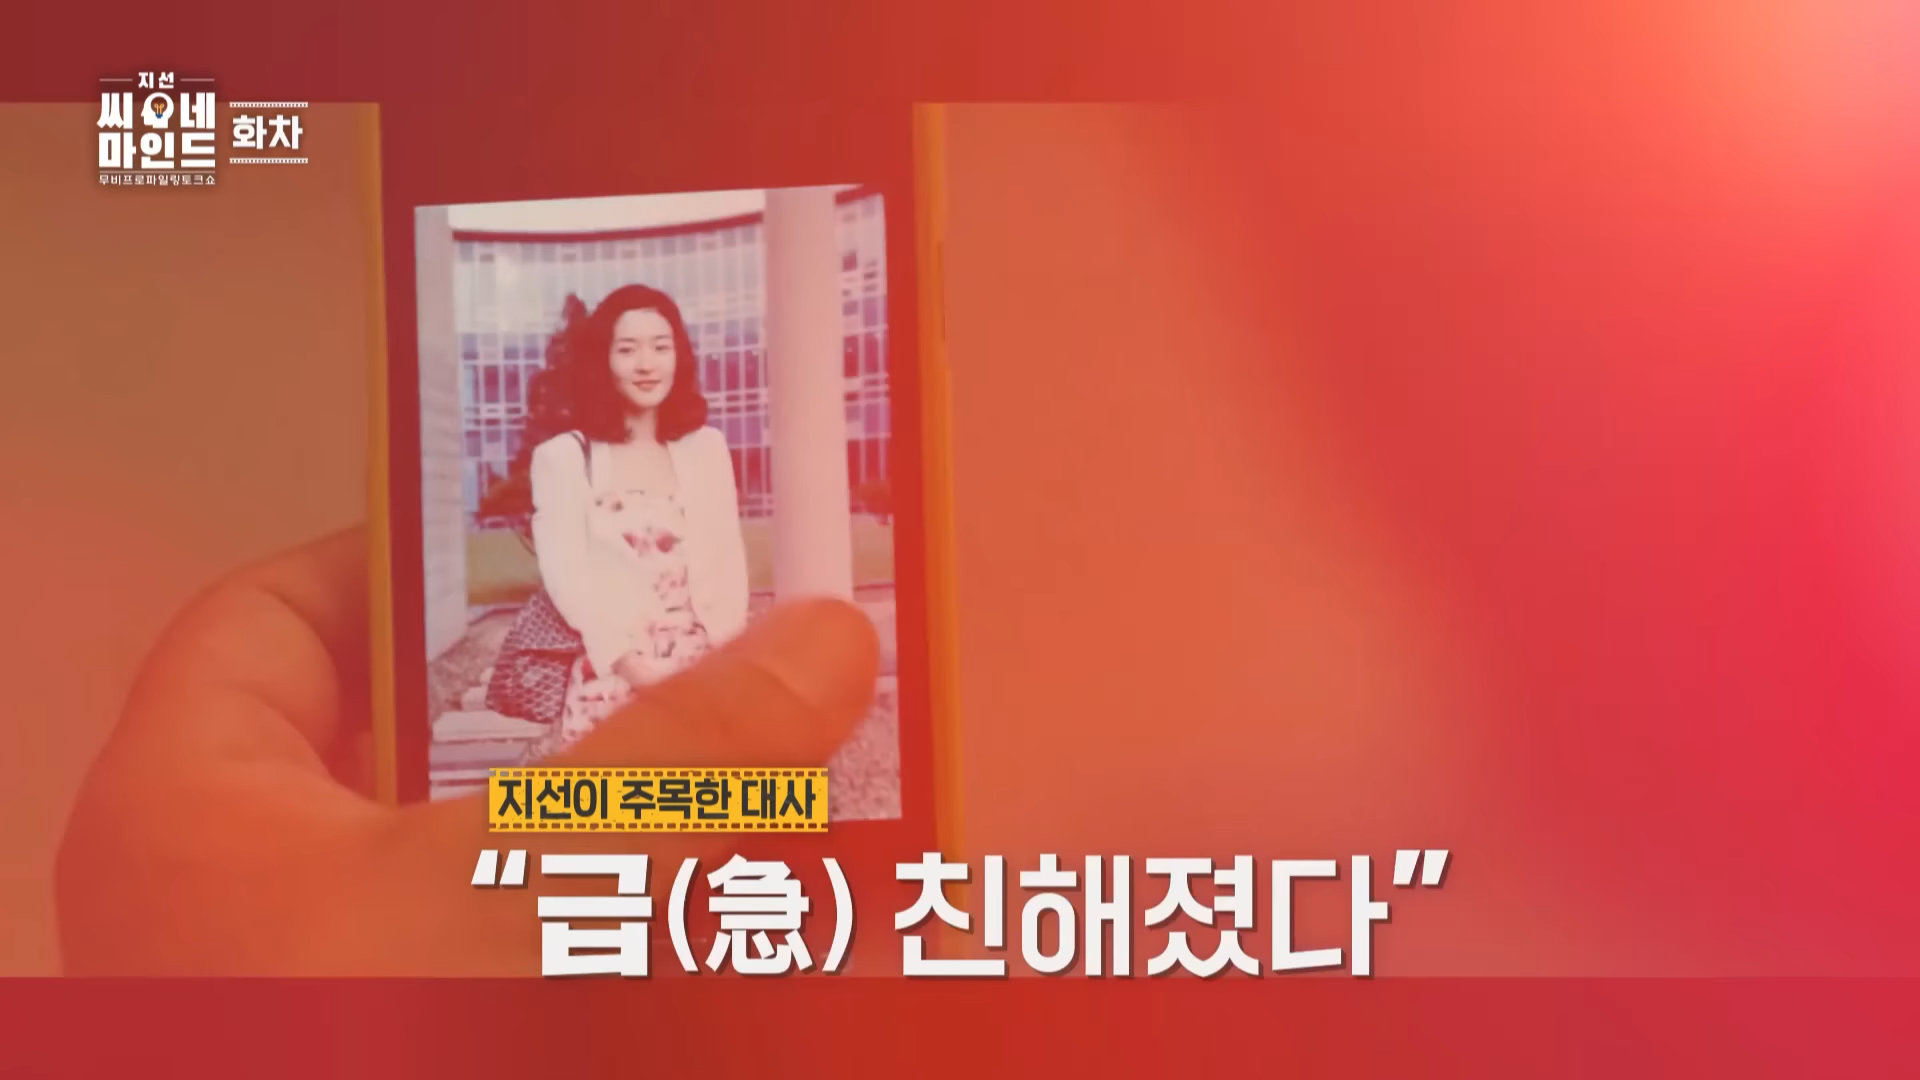 지선
씨네
마인드
무비프로파일링토크쇼
화차
지선이 주목한 대사
“급(急) 친해졌다”